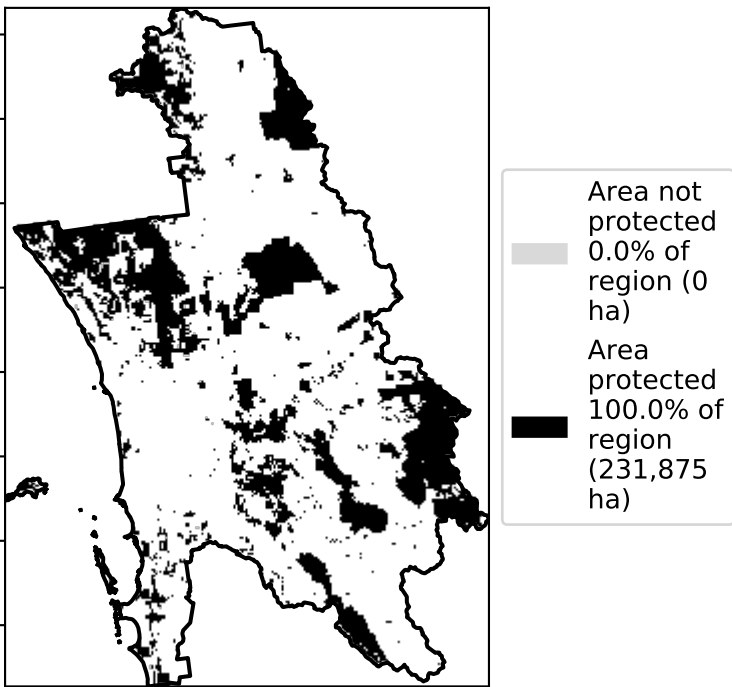 Area not
protected
0.0% of
region (0
ha)
Area
protected
100.0% of
region
(231,875
ha)